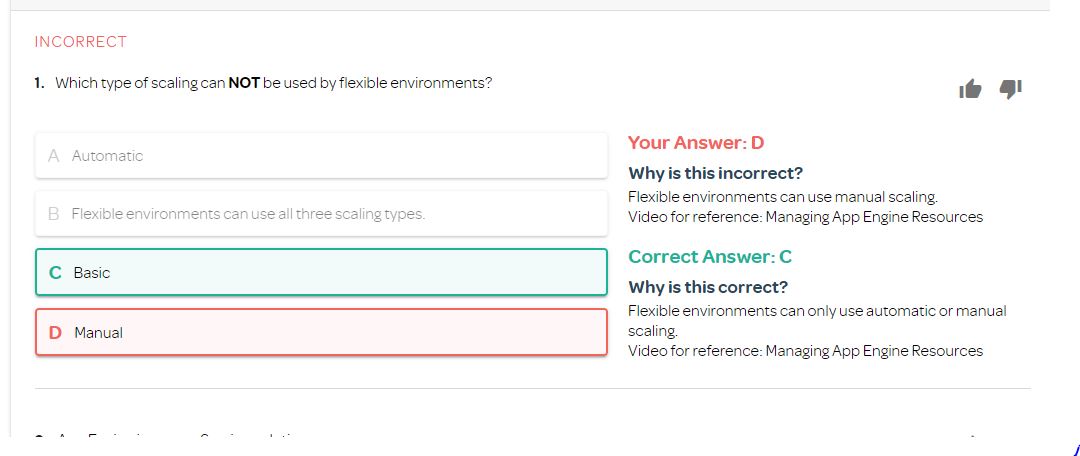 INCORRECT
1. Which type of scaling can NOT be used by flexible environments?
A Automatic
B Flexible environments can use all three scaling types.
C Basic
D Manual
Your Answer: D
Why is this incorrect?
Flexible environments can use manual scaling.
Video for reference: Managing App Engine Resources
Correct Answer: C
Why is this correct?
Flexible environments can only use automatic or manual
scaling.
Video for reference: Managing App Engine Resources